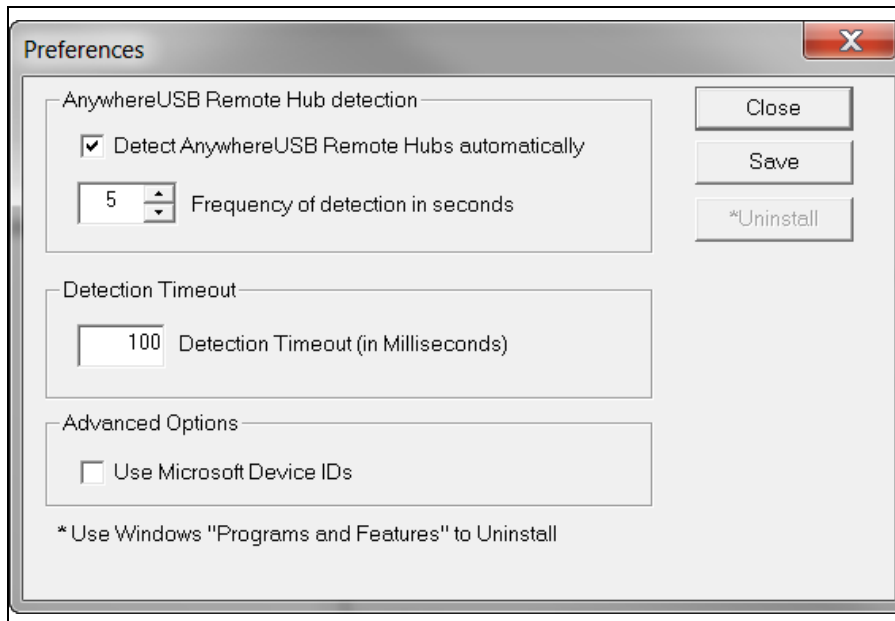 Preferences
AnywhereUSB Remote Hub detection
Close
Detect AnywhereUSB Remote Hubs automatically
Save
5 Frequency of detection in seconds
*Uninstall
Detection Timeout
100 Detection Timeout (in Milliseconds)
Advanced Options
Use Microsoft Device IDs
* Use Windows "Programs and Features" to Uninstall